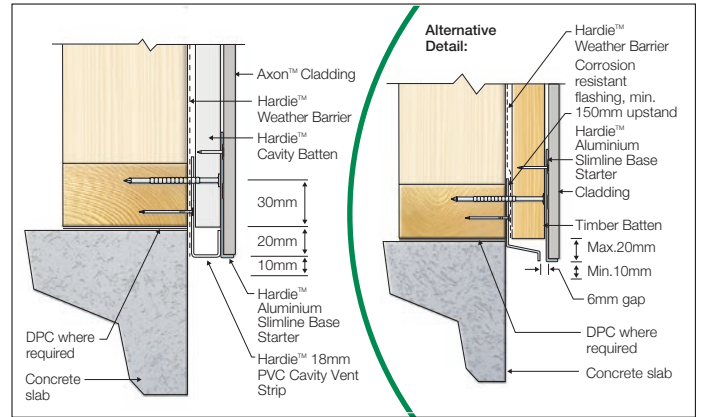 Axon™ Cladding
Hardie™
Weather Barrier
Hardie™
Cavity Batten
30mm
20mm
10mm
Hardie™
Aluminium
Slimline Base
Starter
Hardie™ 18mm
PVC Cavity Vent
Strip
DPC where
required
Concrete
slab
Alternative
Detail:
Hardie™
Weather Barrier
Corrosion
resistant
flashing, min.
150mm upstand
Hardie™
Aluminium
Slimline Base
Starter
Cladding
Timber Batten
Max.20mm
Min.10mm
6mm gap
DPC where
required
Concrete slab